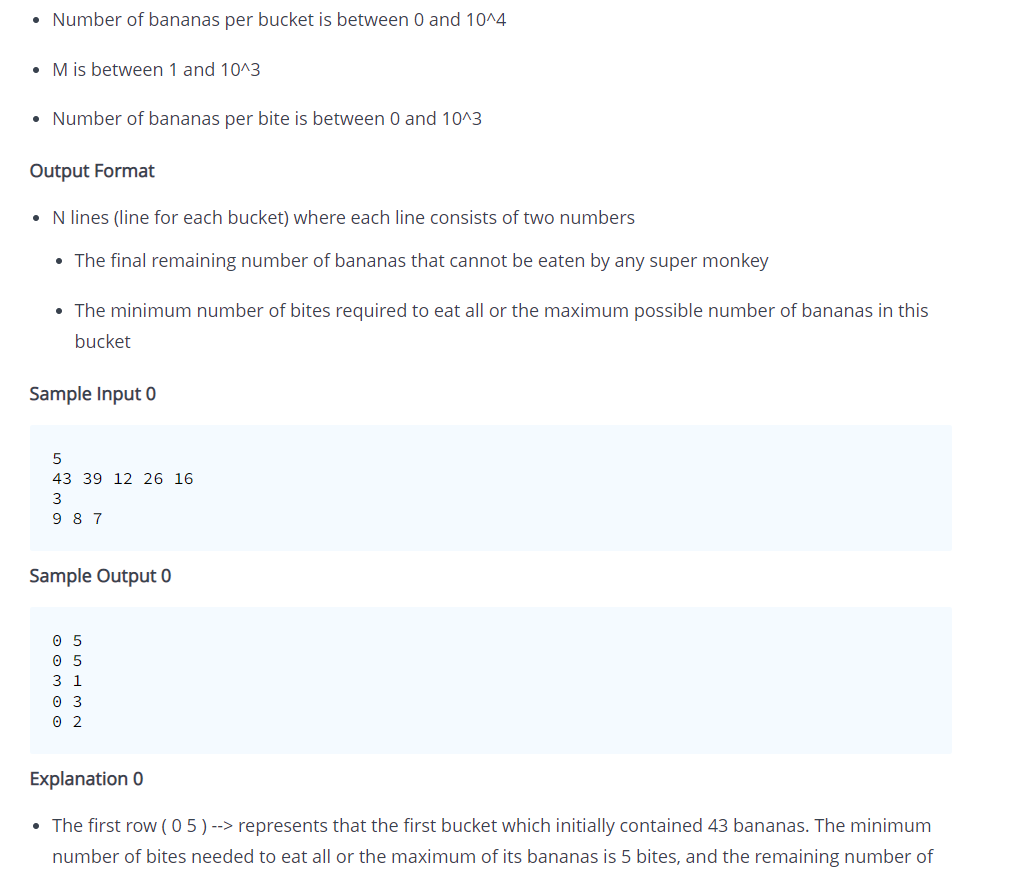 • Number of bananas per bucket is between 0 and 10^4
• M is between 1 and 10^3
• Number of bananas per bite is between 0 and 10^3
Output Format
• N lines (line for each bucket) where each line consists of two numbers
• The final remaining number of bananas that cannot be eaten by any super monkey
• The minimum number of bites required to eat all or the maximum possible number of bananas in this
bucket
Sample Input 0
5
43 39 12 26 16
3
9 8 7
Sample Output 0
0 5
0 5
3 1
0 3
0 2
Explanation 0
• The first row ( 0 5 ) --> represents that the first bucket which initially contained 43 bananas. The minimum
number of bites needed to eat all or the maximum of its bananas is 5 bites, and the remaining number of